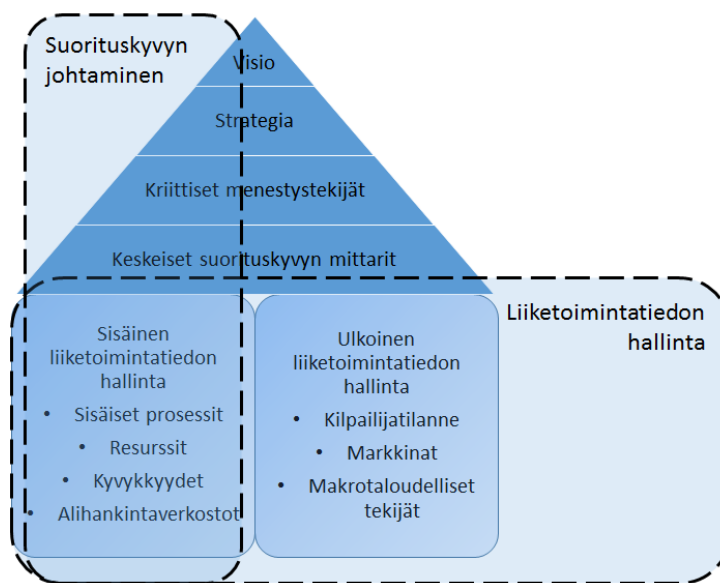 Suorituskyvyn
johtaminen
Visio
Strategia
Kriittiset menestystekijät
Keskeiset suorituskyvyn mittarit
Liiketoimintatiedon
hallinta
Sisäinen
liiketoimintatiedon
hallinta
• Sisäiset prosessit
• Resurssit
• Kyvykkyydet
• Alihankintaverkostot
Ulkoinen
liiketoimintatiedon
hallinta
• Kilpailijatilanne
• Markkinat
• Makrotaloudelliset
tekijät